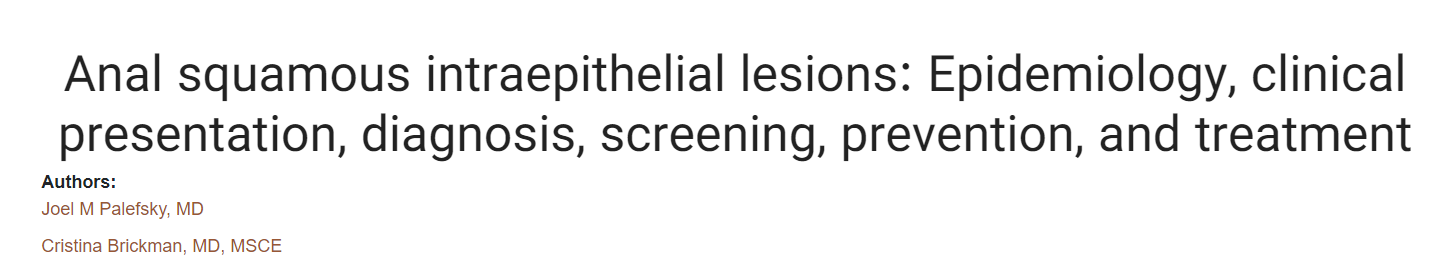 Anal squamous intraepithelial lesions: Epidemiology, clinical
presentation, diagnosis, screening, prevention, and treatment
Authors:
Joel M Palefsky, MD
Cristina Brickman, MD, MSCE